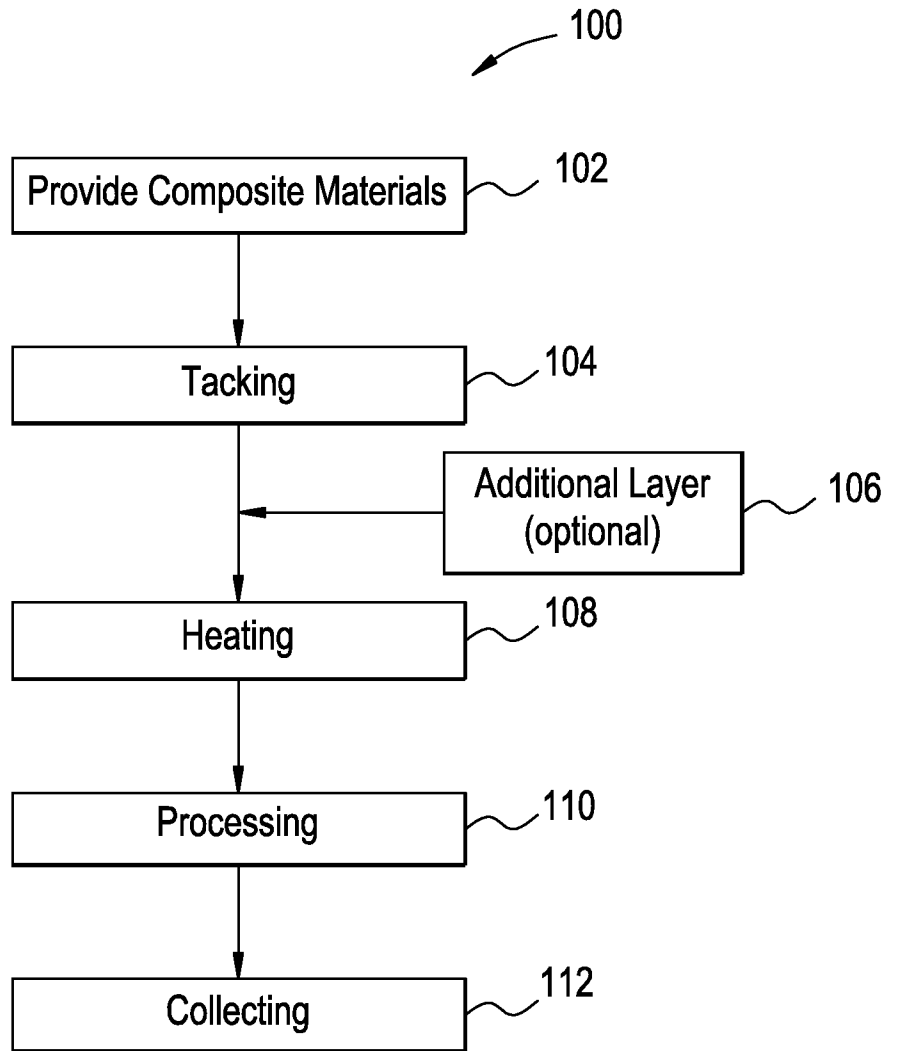 100
Provide Composite Materials
102
Tacking
104
Additional Layer
(optional)
106
Heating
108
Processing
110
Collecting
112